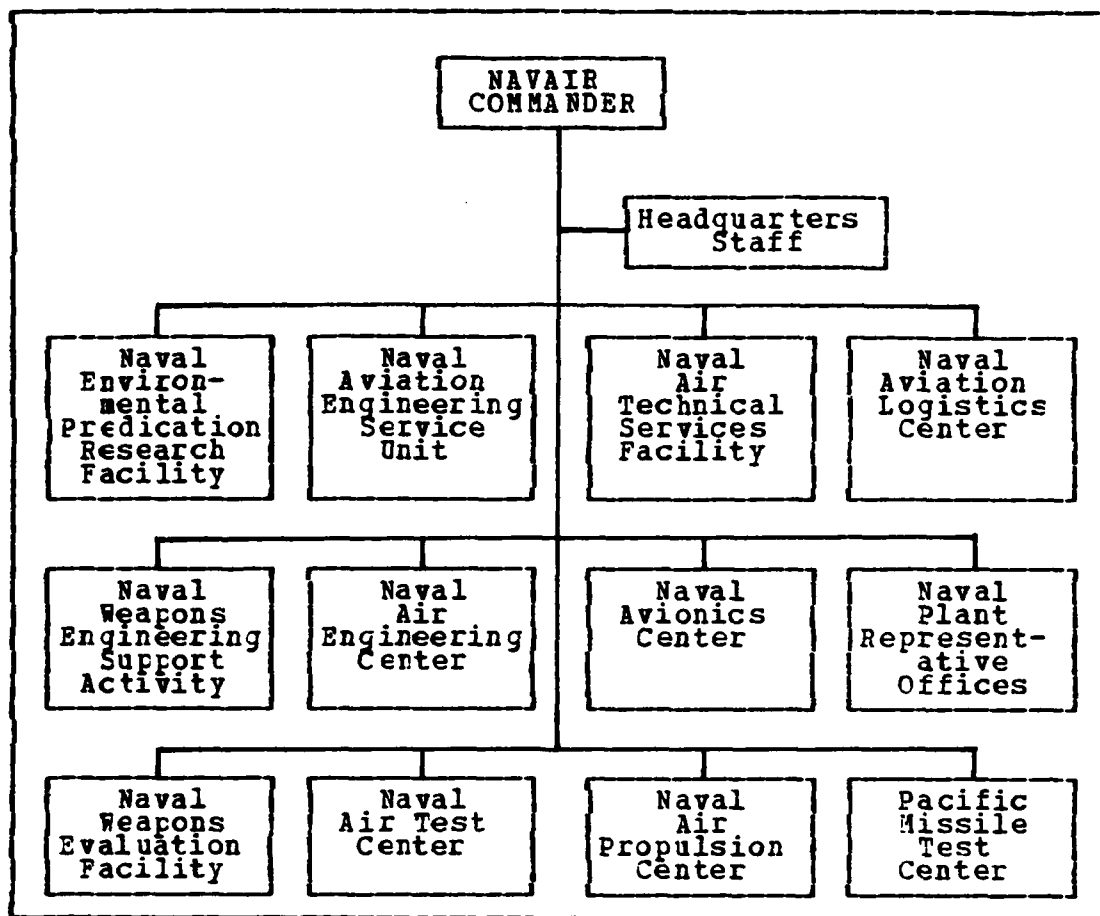 NAVAIR
COMMANDER
Headquarters
Staff
Naval
Environ-
mental
Predication
Research
Facility
Naval
Aviation
Engineering
Service
Unit
Naval
Air
Technical
Services
Facility
Naval
Aviation
Logistics
Center
Naval
Weapons
Engineering
Support
Activity
Naval
Air
Engineering
Center
Naval
Avionics
Center
Naval
Plant
Represent-
ative
Offices
Naval
Weapons
Evaluation
Facility
Naval
Air Test
Center
Naval
Air
Propulsion
Center
Pacific
Missile
Test
Center